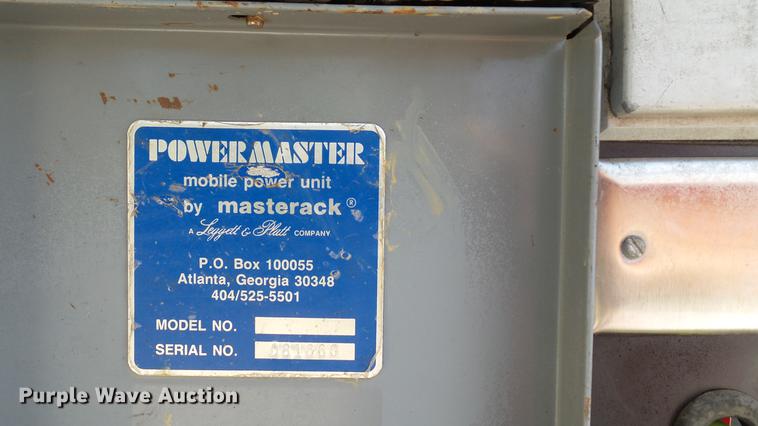 POWERMASTER
mobile power unit
by masterack®
A Leggett & Platt COMPANY
P.O. Box 100055
Atlanta, Georgia 30348
404/525-5501
MODEL NO.
SERIAL NO.
Purple Wave Auction